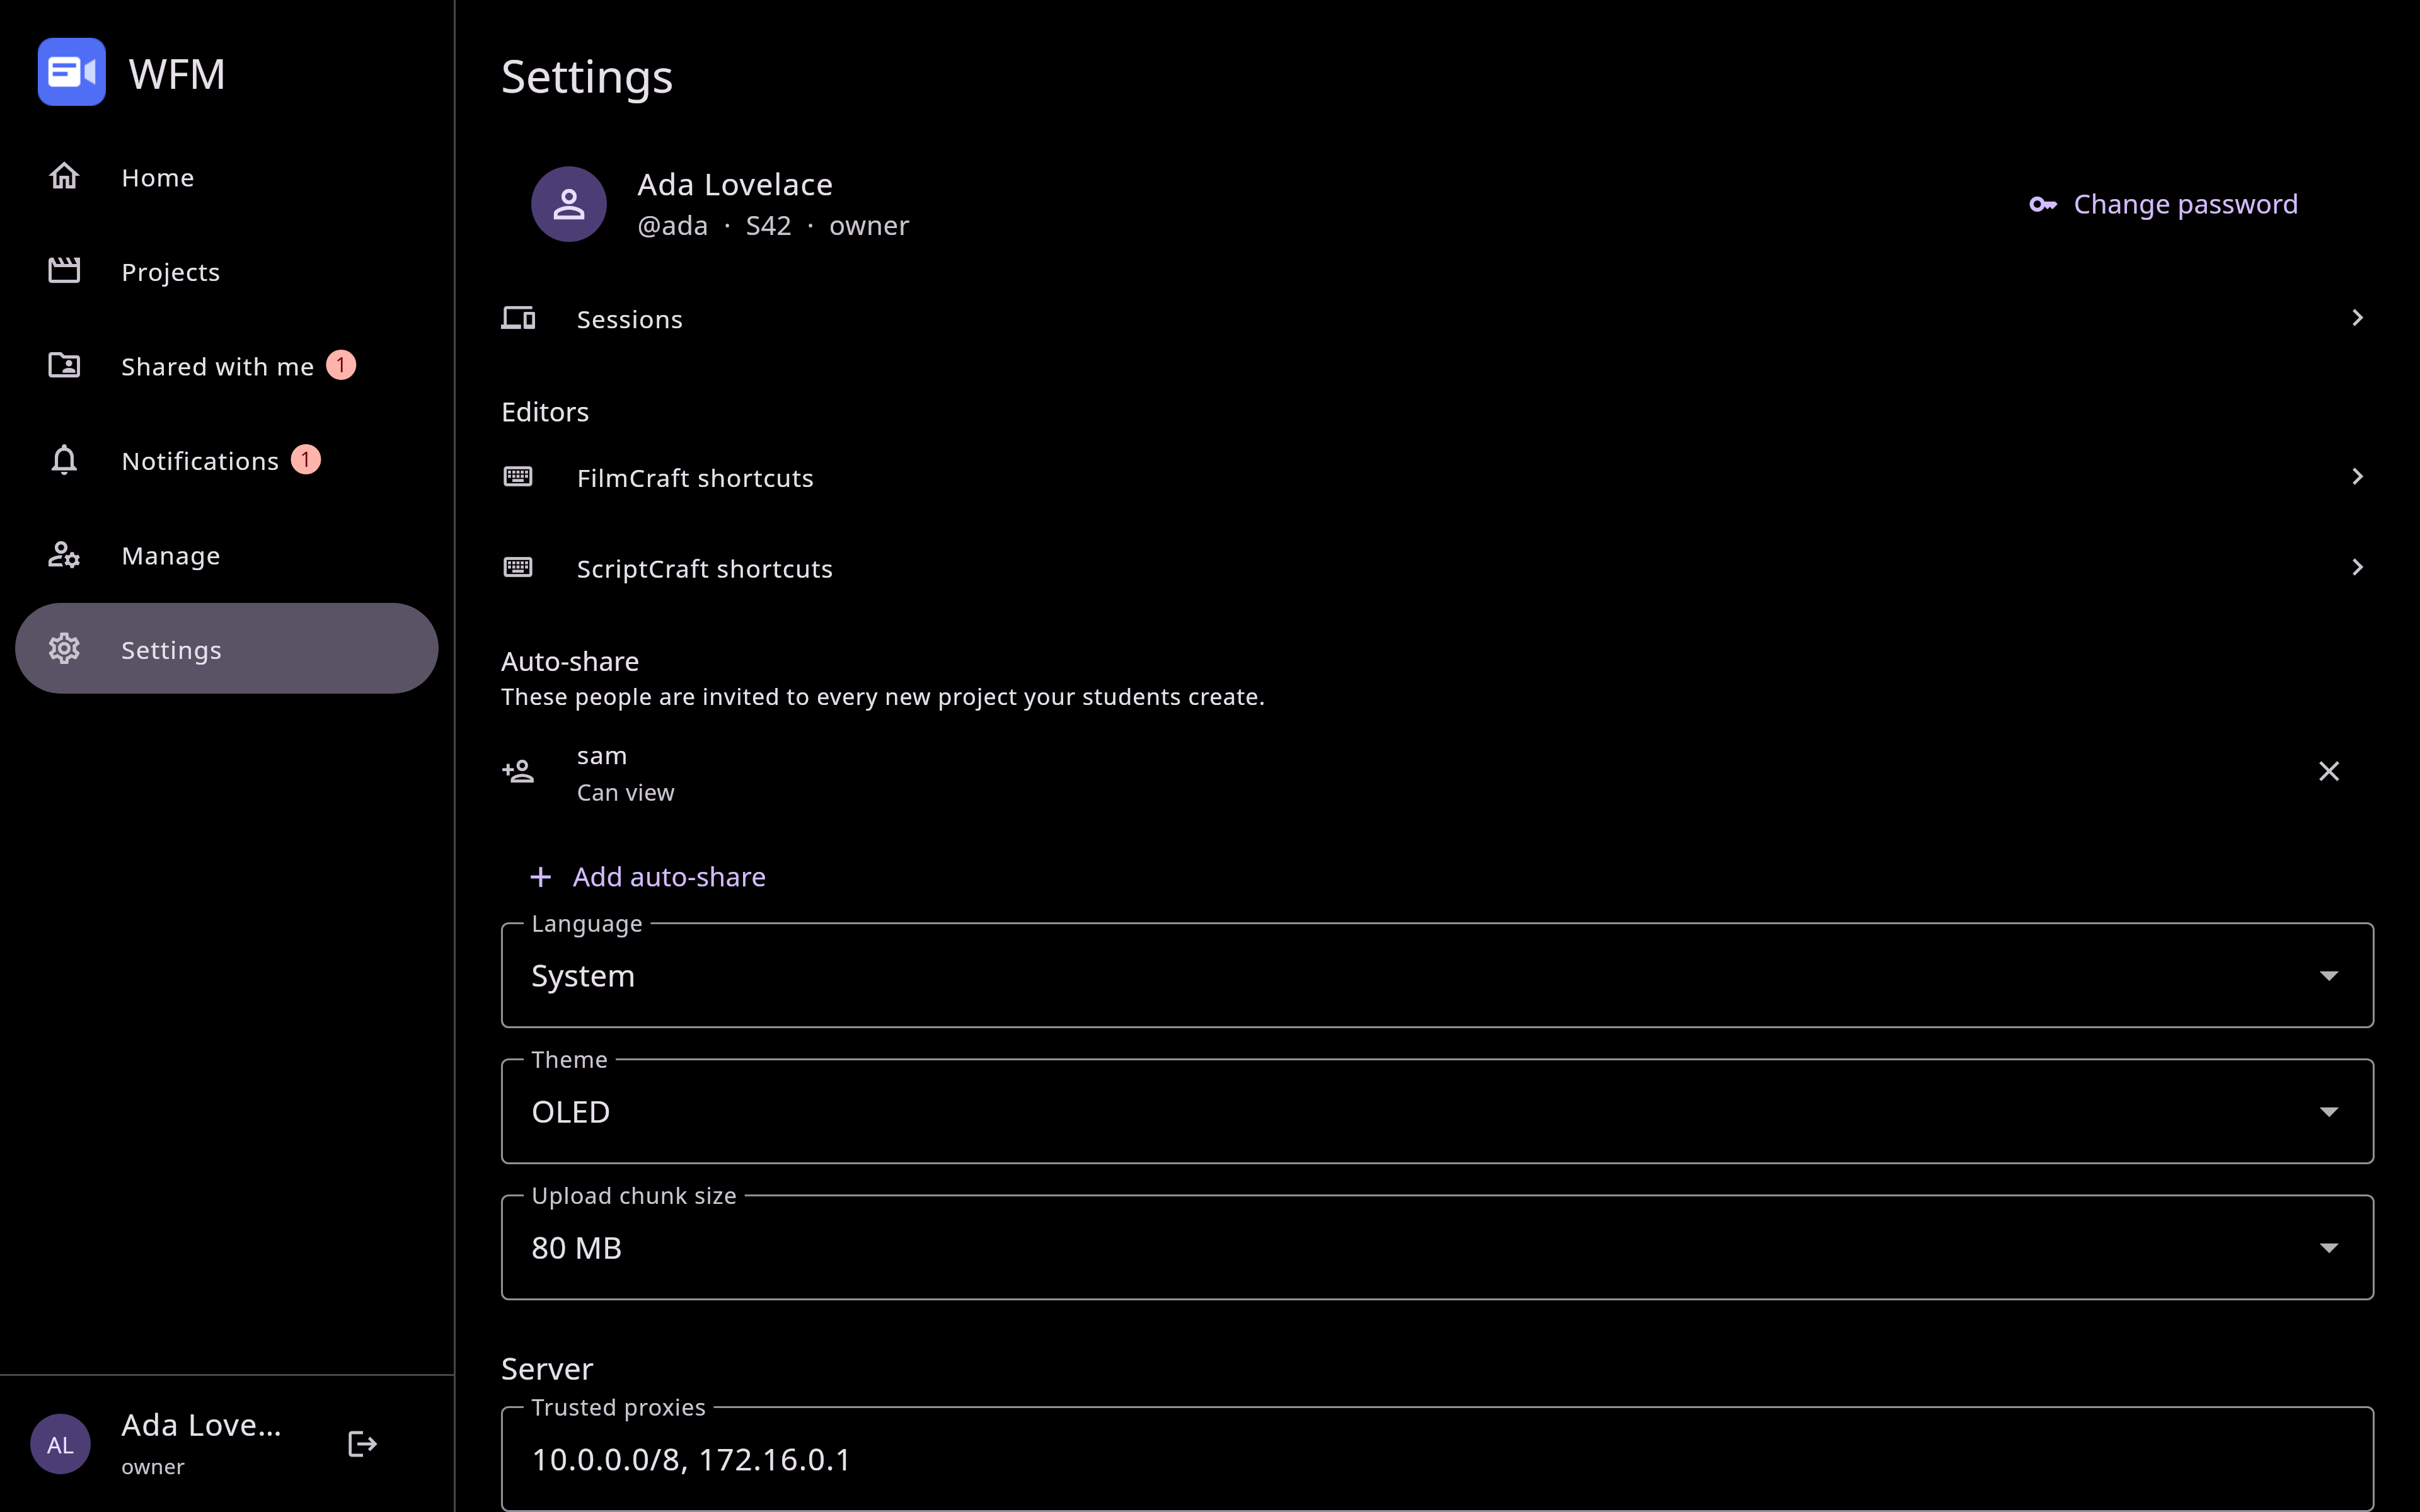 WFM
Home
Projects
Shared with me 1
Notifications 1
Manage
Settings
AL
Ada Love...
owner
Settings
Ada Lovelace
@ada · S42 · owner
Change password
Sessions
Editors
FilmCraft shortcuts
ScriptCraft shortcuts
Auto-share
These people are invited to every new project your students create.
sam
Can view
Add auto-share
Language
System
Theme
OLED
Upload chunk size
80 MB
Server
Trusted proxies
10.0.0.0/8, 172.16.0.1